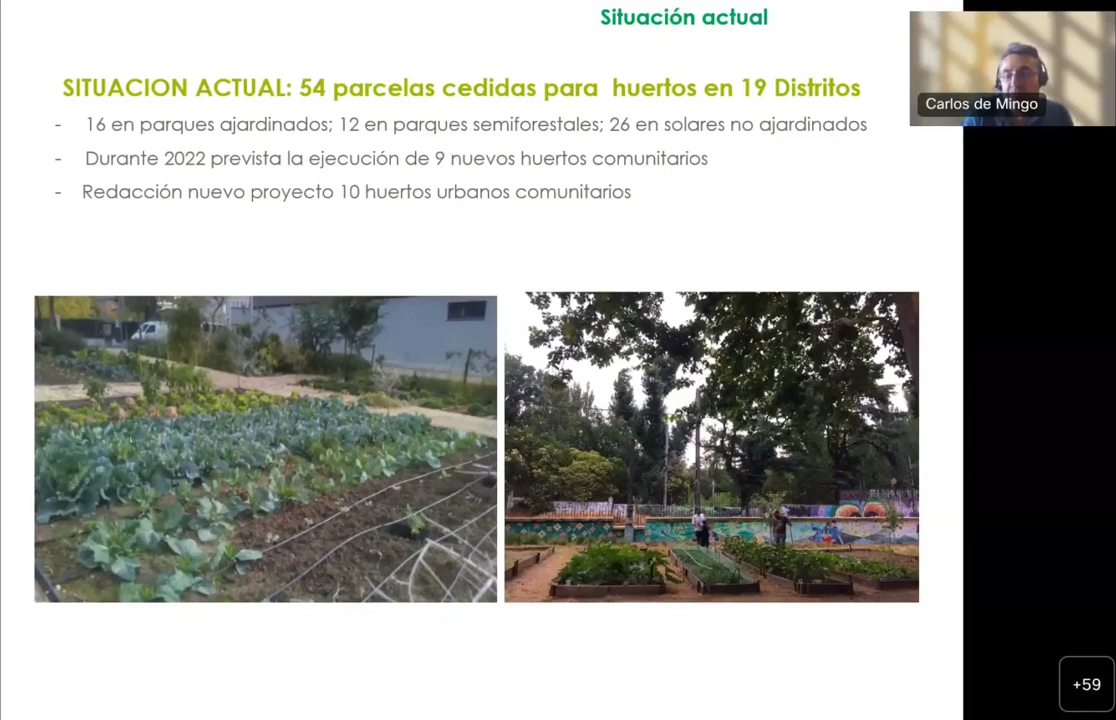 Situación actual
Carlos de Mingo
SITUACION ACTUAL: 54 parcelas cedidas para huertos en 19 Distritos
- 16 en parques ajardinados; 12 en parques semiforestales; 26 en solares no ajardinados
- Durante 2022 prevista la ejecución de 9 nuevos huertos comunitarios
- Redacción nuevo proyecto 10 huertos urbanos comunitarios
+59